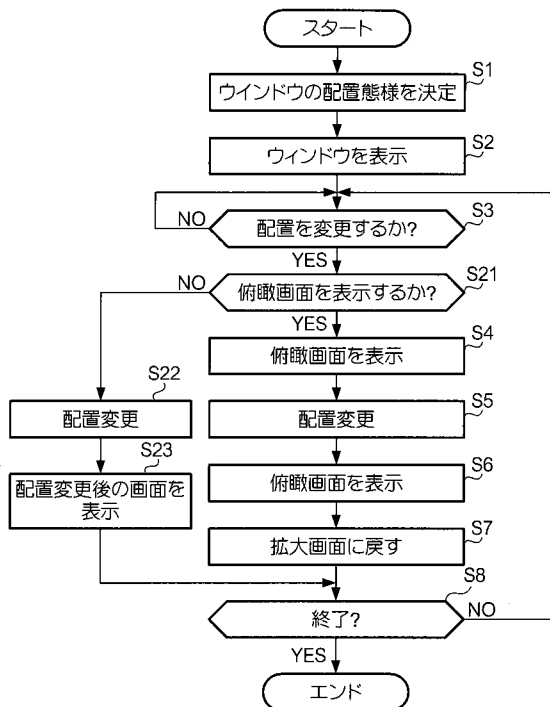 スタート
S1
ウインドウの配置態様を決定
S2
ウィンドウを表示
S3
NO
配置を変更するか?
YES
S21
NO
俯瞰画面を表示するか?
YES
S4
俯瞰画面を表示
S22
配置変更
S5
配置変更
S23
配置変更後の画面を
表示
S6
俯瞰画面を表示
S7
拡大画面に戻す
S8
終了?
NO
YES
エンド